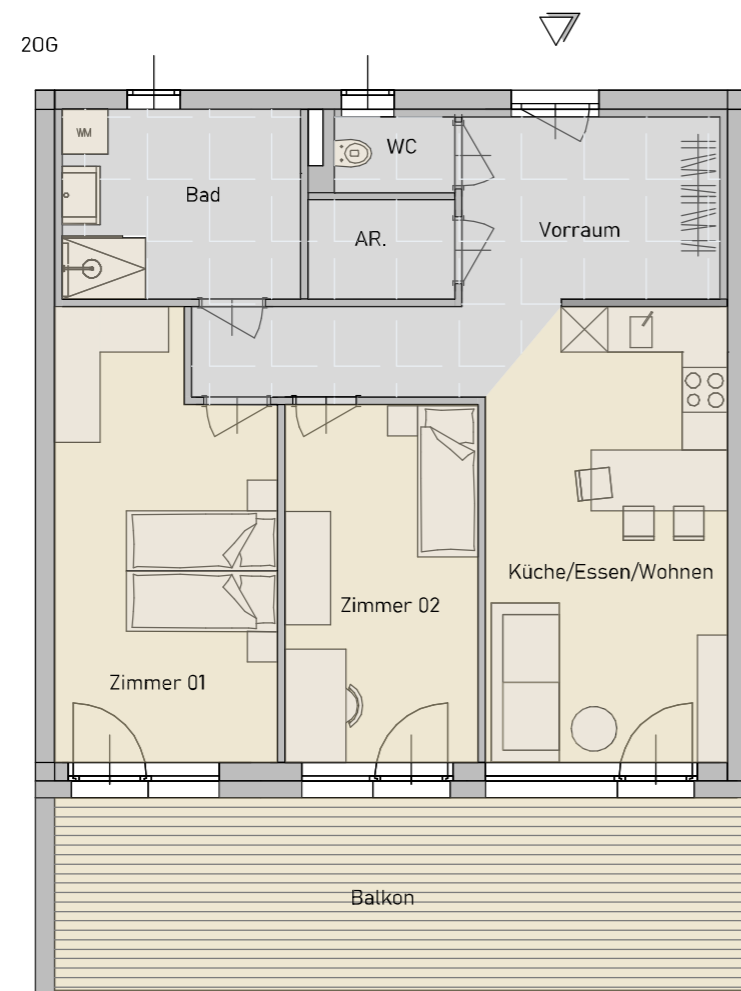 2OG
WM
Bad
WC
AR.
Vorraum
Küche/Essen/Wohnen
Zimmer 02
Zimmer 01
Balkon